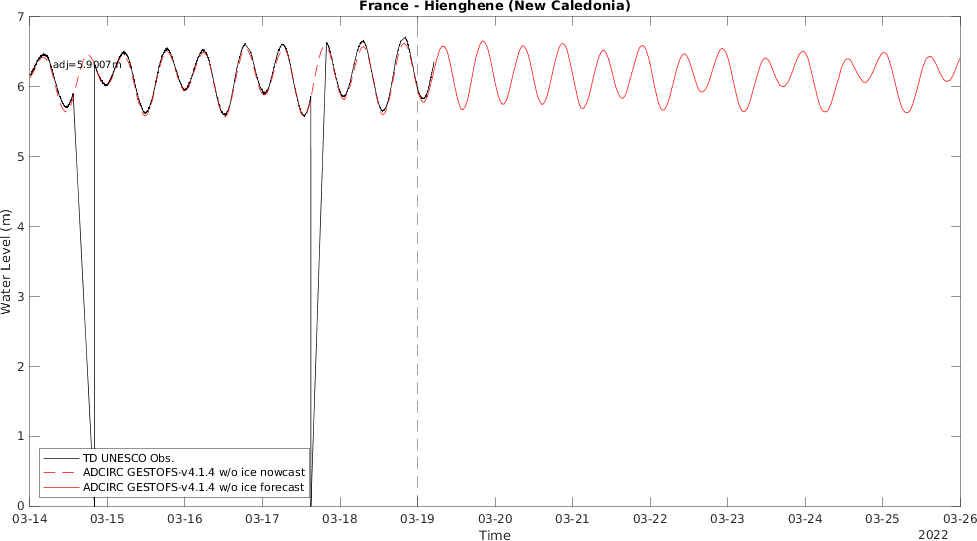 France - Hienghene (New Caledonia)
7
6
5
4
3
2
1
0
Water Level (m)
adj=5.9007m
TD UNESCO Obs.
ADCIRC GESTOFS-v4.1.4 w/o ice nowcast
ADCIRC GESTOFS-v4.1.4 w/o ice forecast
03-14 03-15 03-16 03-17 03-18 03-19 03-20 03-21 03-22 03-23 03-24 03-25 03-26
Time
2022